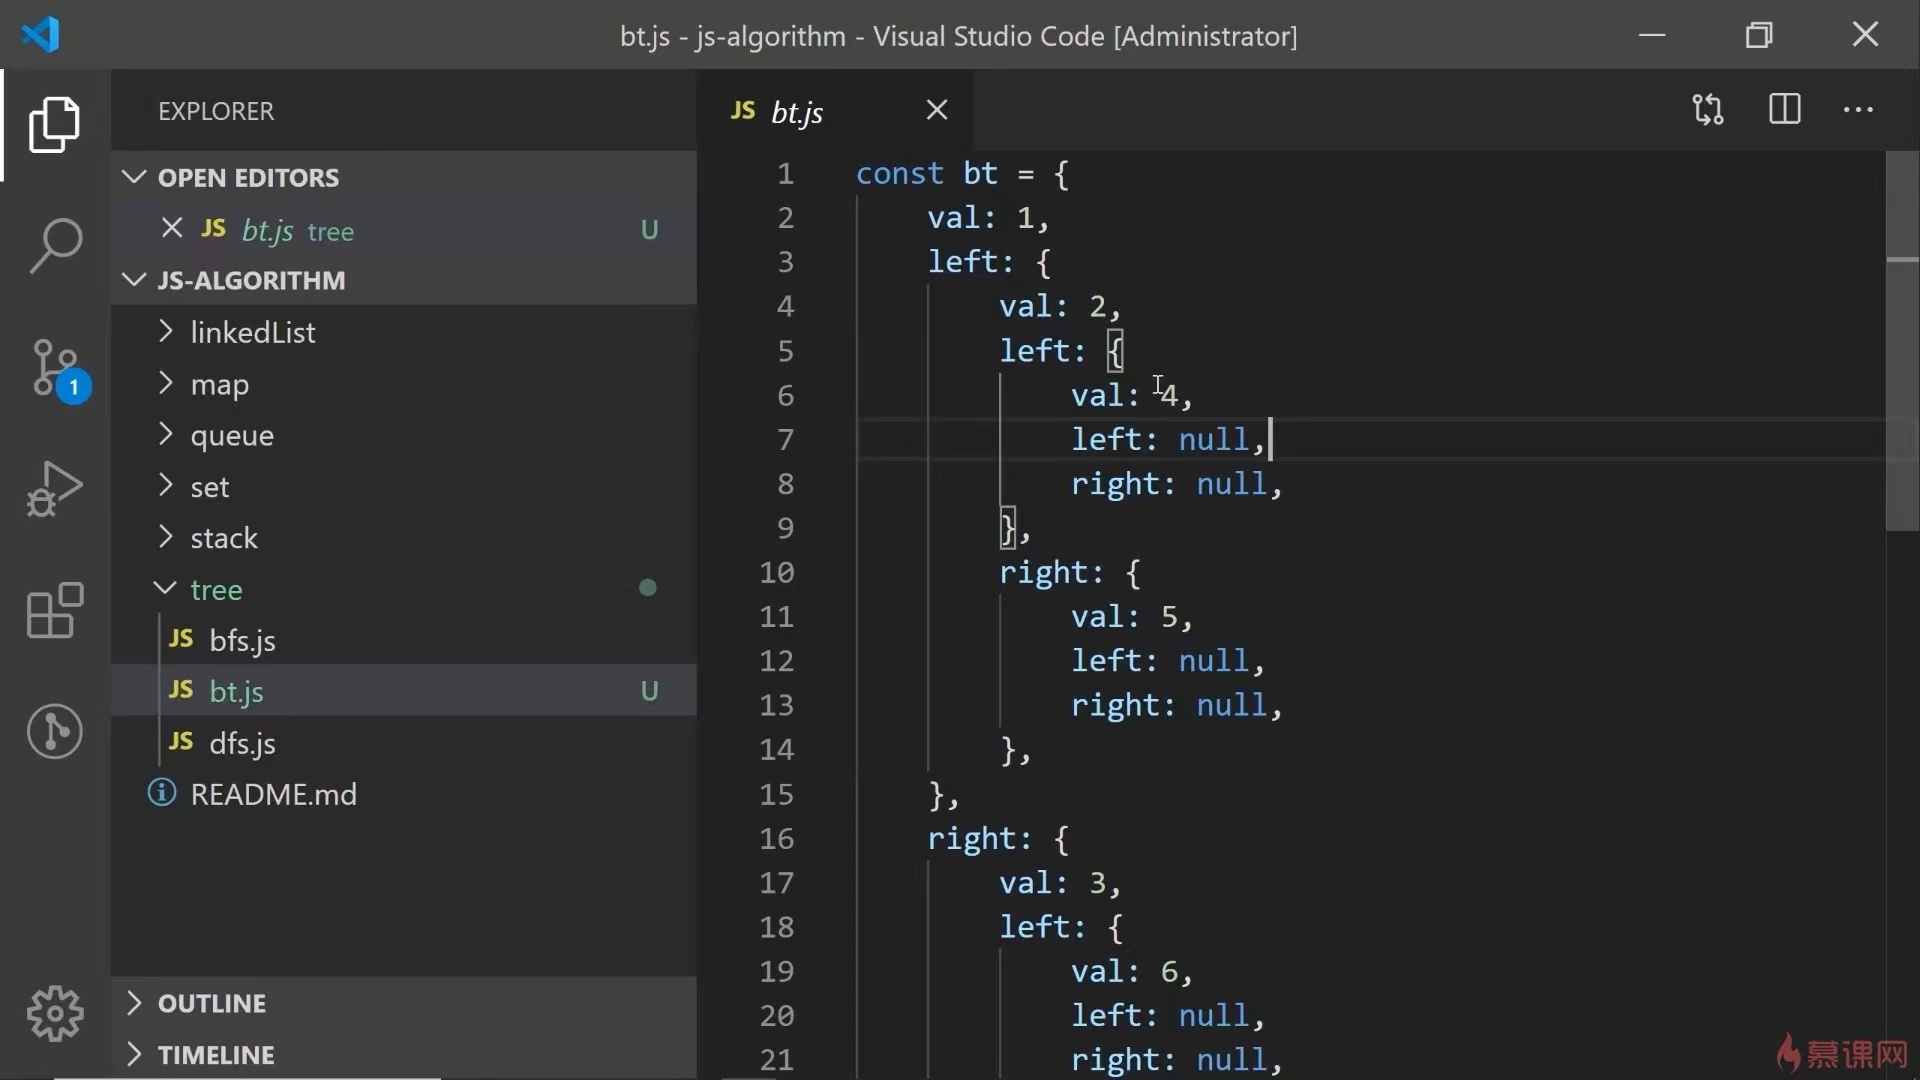 bt.js - js-algorithm - Visual Studio Code [Administrator]
EXPLORER
OPEN EDITORS
JS bt.js tree U
JS-ALGORITHM
linkedList
map
queue
set
stack
tree
JS bfs.js
JS bt.js U
JS dfs.js
README.md
OUTLINE
TIMELINE
1
JS bt.js
1 const bt = {
2 val: 1,
3 left: {
4 val: 2,
5 left: {
6 val: 4,
7 left: null,
8 right: null,
9 },
10 right: {
11 val: 5,
12 left: null,
13 right: null,
14 },
15 },
16 right: {
17 val: 3,
18 left: {
19 val: 6,
20 left: null,
21 right: null,
慕课网